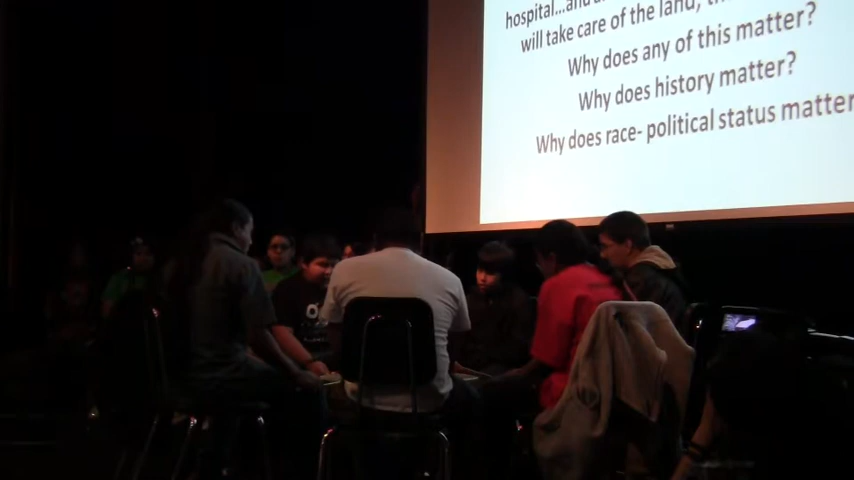 hospital...and
will take care of the land,
Why does any of this matter?
Why does history matter?
Why does race- political status matter